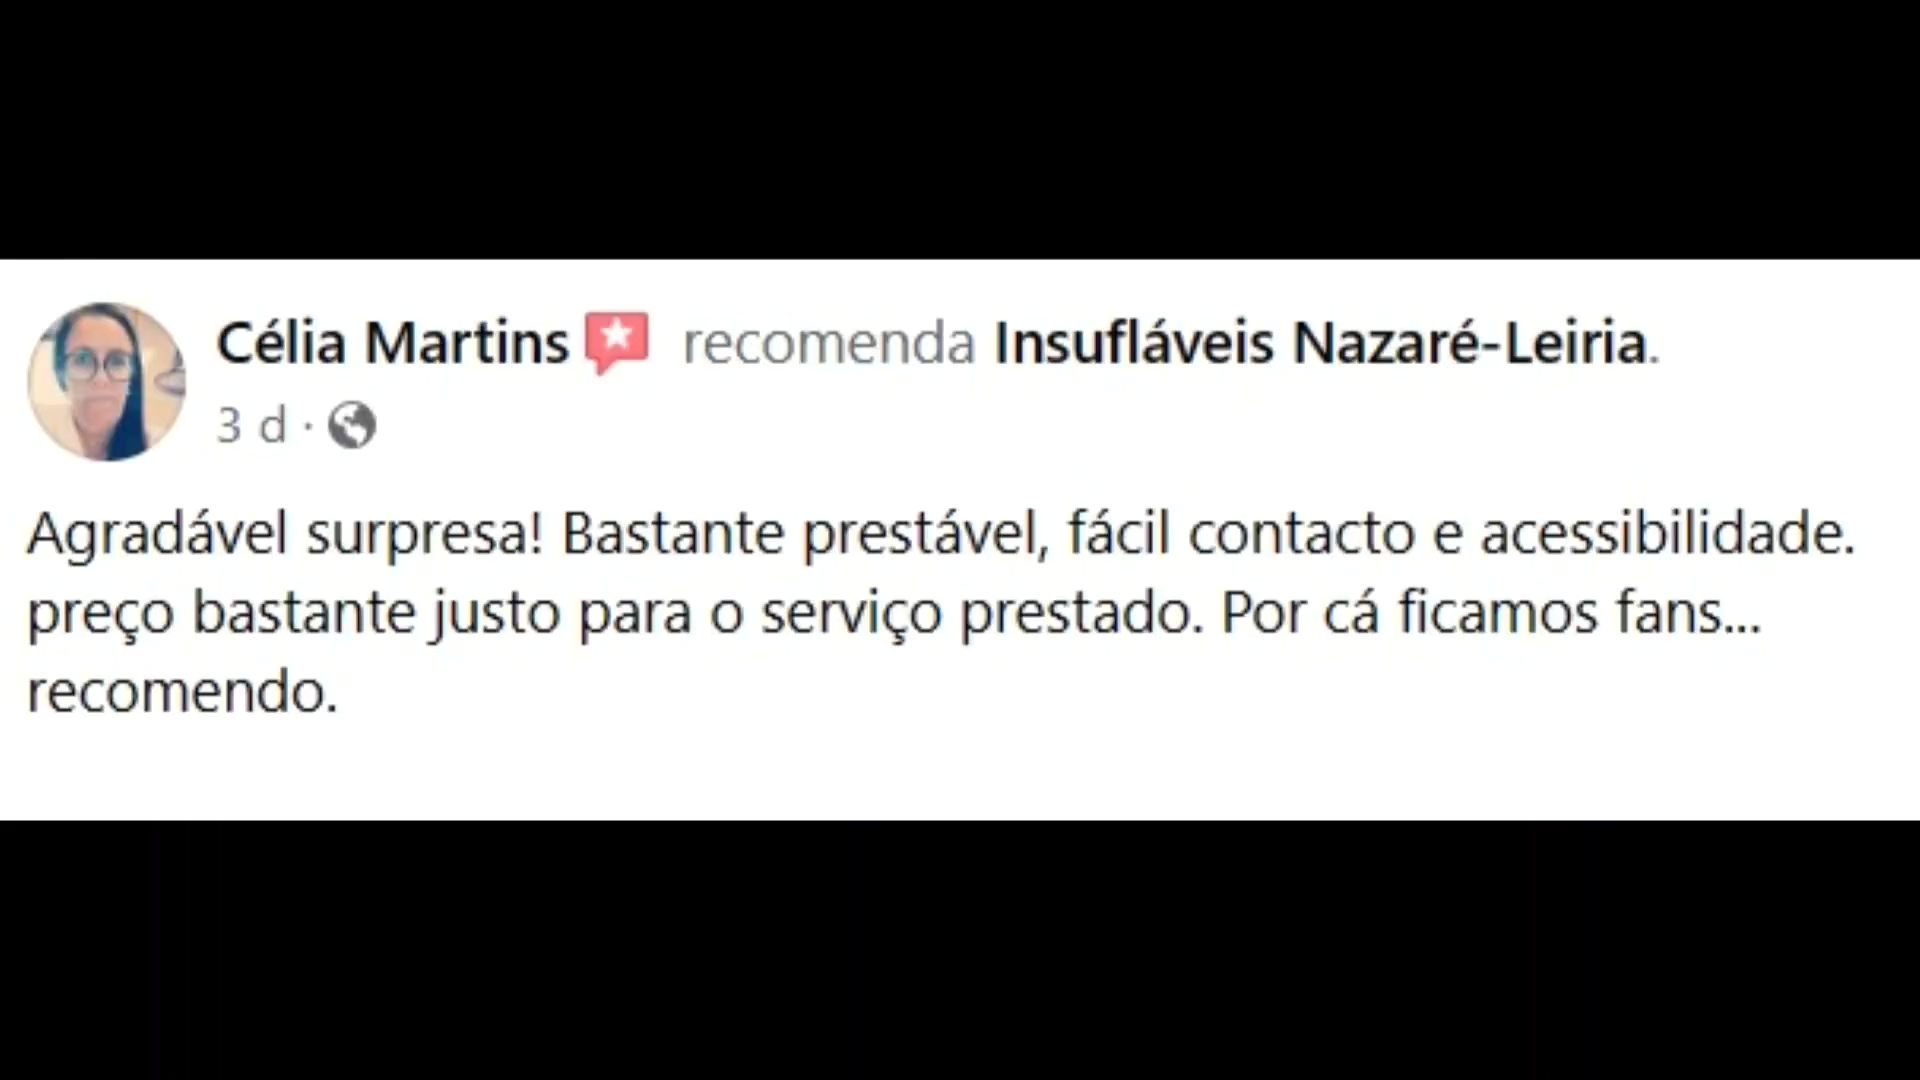 Célia Martins recomenda Insufláveis Nazaré-Leiria.
3 d ·
Agradável surpresa! Bastante prestável, fácil contacto e acessibilidade.
preço bastante justo para o serviço prestado. Por cá ficamos fans...
recomendo.